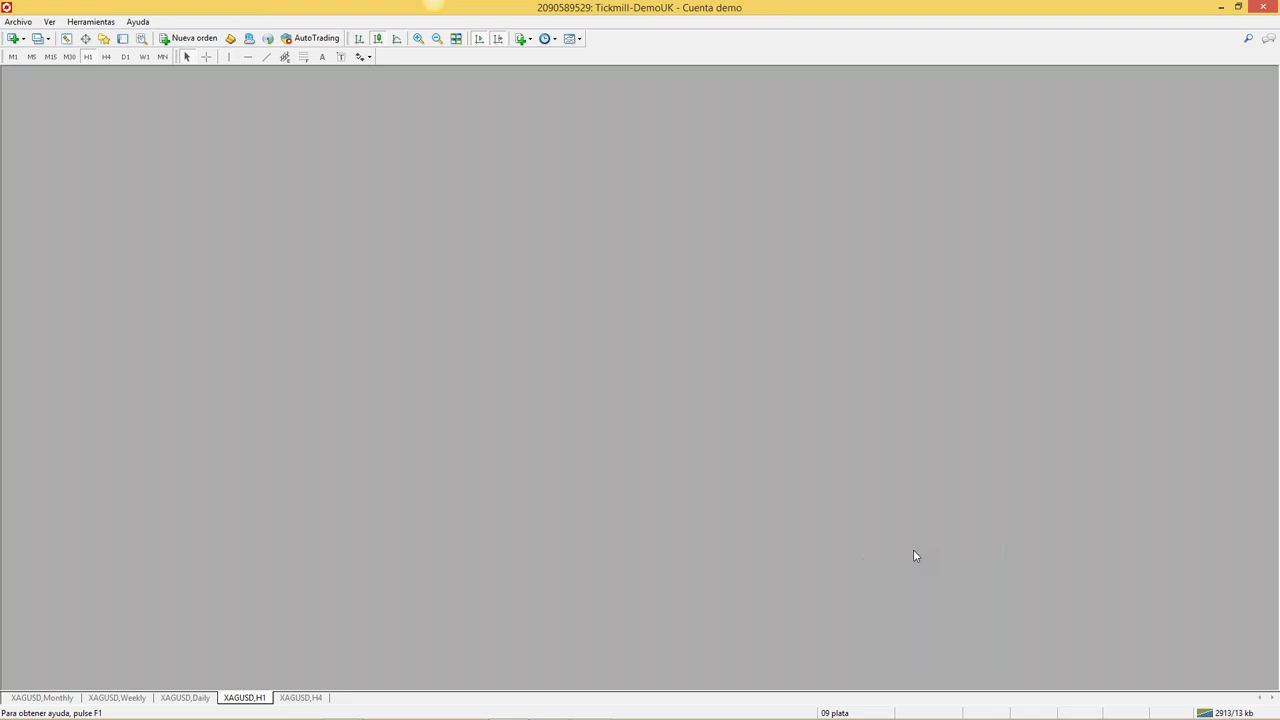 2090589529: Tickmill-DemoUK - Cuenta demo
Archivo Ver Herramientas Ayuda
Nueva orden AutoTrading
M1 M5 M15 M30 H1 H4 D1 W1 MN A T
XAGUSD,Monthly XAGUSD,Weekly XAGUSD,Daily XAGUSD,H1 XAGUSD,H4
Para obtener ayuda, pulse F1 09 plata 2913/13 kb